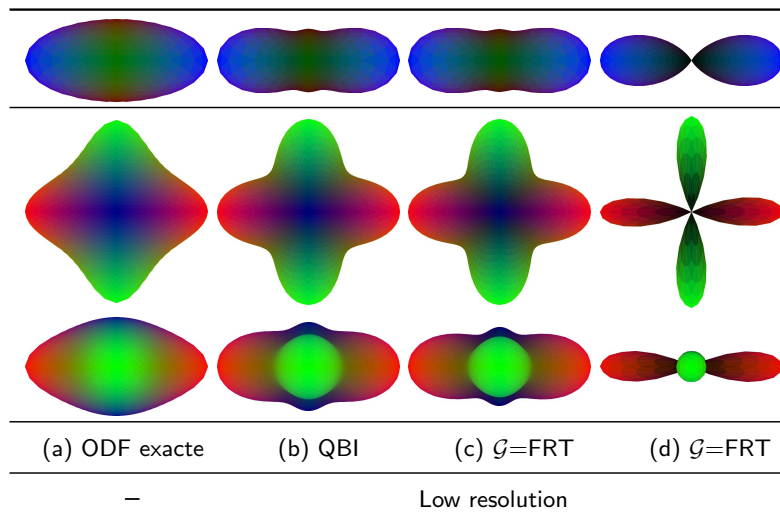 (a) ODF exacte (b) QBI (c) 𝒢=FRT (d) 𝒢=FRT
– Low resolution